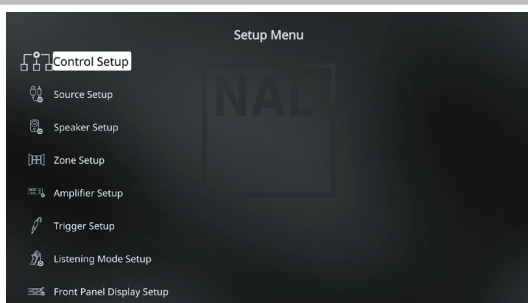 Setup Menu
Control Setup
NAD
Source Setup
Speaker Setup
Zone Setup
Amplifier Setup
Trigger Setup
Listening Mode Setup
Front Panel Display Setup